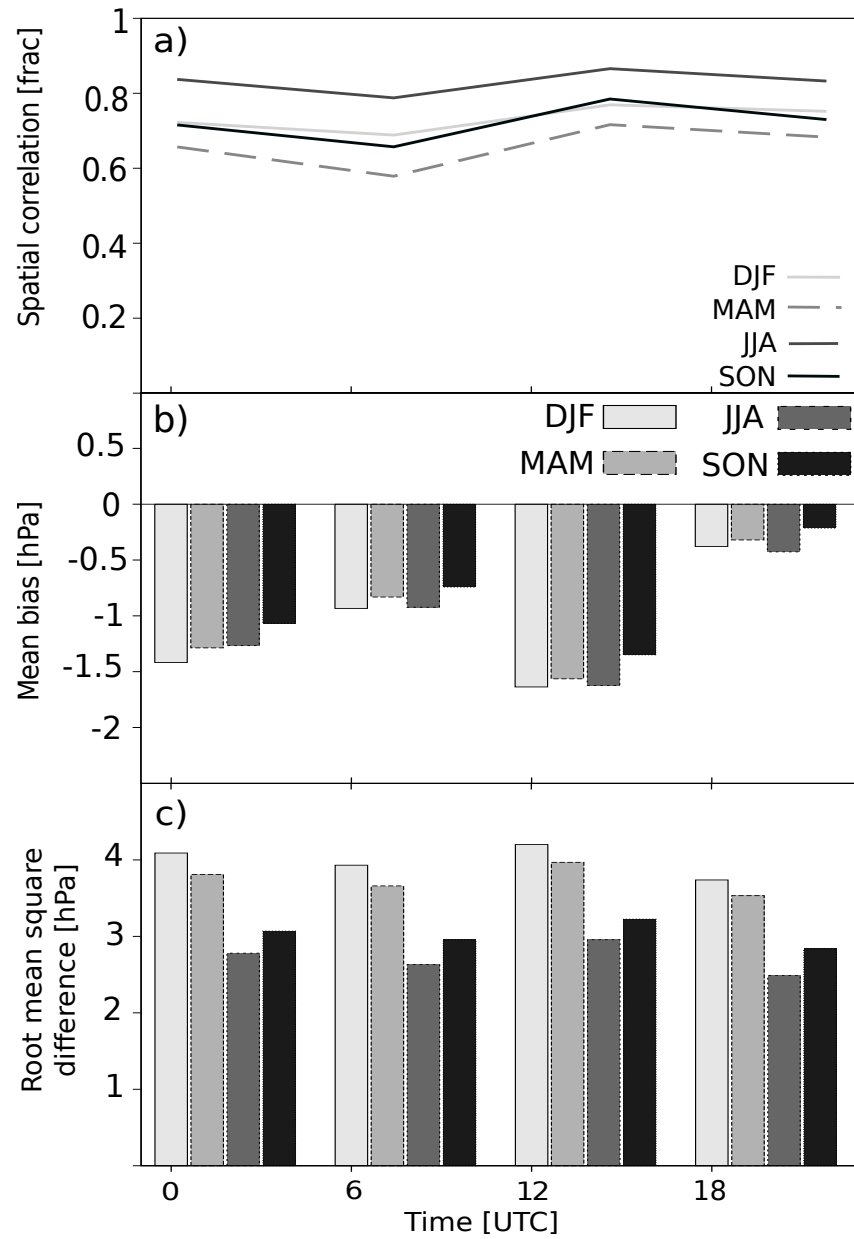 1
a)
0.8
0.6
0.4
0.2
Spatial correlation [frac]
DJF
MAM
JJA
SON
b)
DJF
JJA
MAM
SON
0.5
0
-0.5
-1
-1.5
-2
Mean bias [hPa]
c)
4
3
2
1
Root mean square
difference [hPa]
0
6
12
18
Time [UTC]